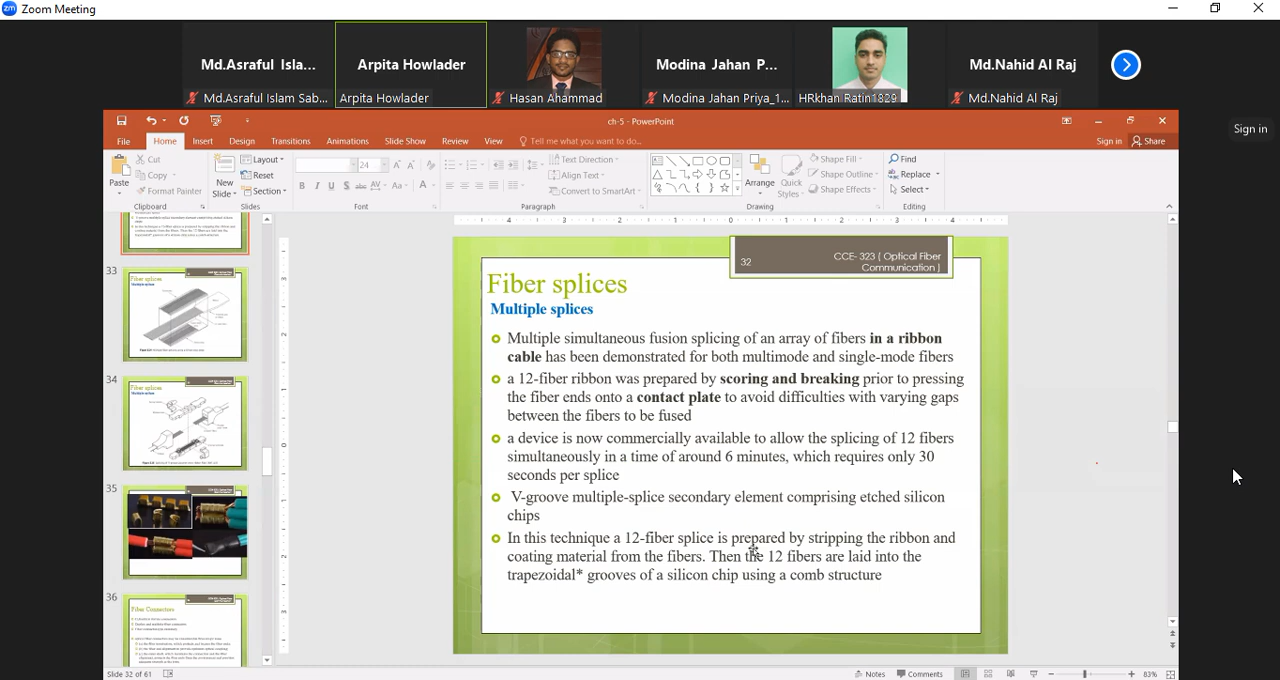 Zoom Meeting
Md.Asraful Isla...
Arpita Howlader
Modina Jahan P...
Md.Nahid Al Raj
Md.Asraful Islam Sab...
Arpita Howlader
Hasan Ahammad
Modina Jahan Priya_1...
HRkhan Ratin1829
Md.Nahid Al Raj
Sign in
ch-5 - PowerPoint
File Home Insert Design Transitions Animations Slide Show Review View Tell me what you want to do...
Sign in Share
Paste Cut Copy Format Painter
Clipboard
New Slide Layout Reset Section
Slides
24
Font
Text Direction
Align Text
Convert to SmartArt
Paragraph
Arrange Quick Styles
Shape Fill
Shape Outline
Shape Effects
Drawing
Find
Replace
Select
Editing
33
Fiber splices
34
Fiber splices
35
36
Fiber Connectors
32
CCE- 323 [ Optical Fiber
Communication ]
Fiber splices
Multiple splices
Multiple simultaneous fusion splicing of an array of fibers in a ribbon
cable has been demonstrated for both multimode and single-mode fibers
a 12-fiber ribbon was prepared by scoring and breaking prior to pressing
the fiber ends onto a contact plate to avoid difficulties with varying gaps
between the fibers to be fused
a device is now commercially available to allow the splicing of 12 fibers
simultaneously in a time of around 6 minutes, which requires only 30
seconds per splice
V-groove multiple-splice secondary element comprising etched silicon
chips
In this technique a 12-fiber splice is prepared by stripping the ribbon and
coating material from the fibers. Then the 12 fibers are laid into the
trapezoidal* grooves of a silicon chip using a comb structure
Slide 32 of 61
Notes
Comments
83%